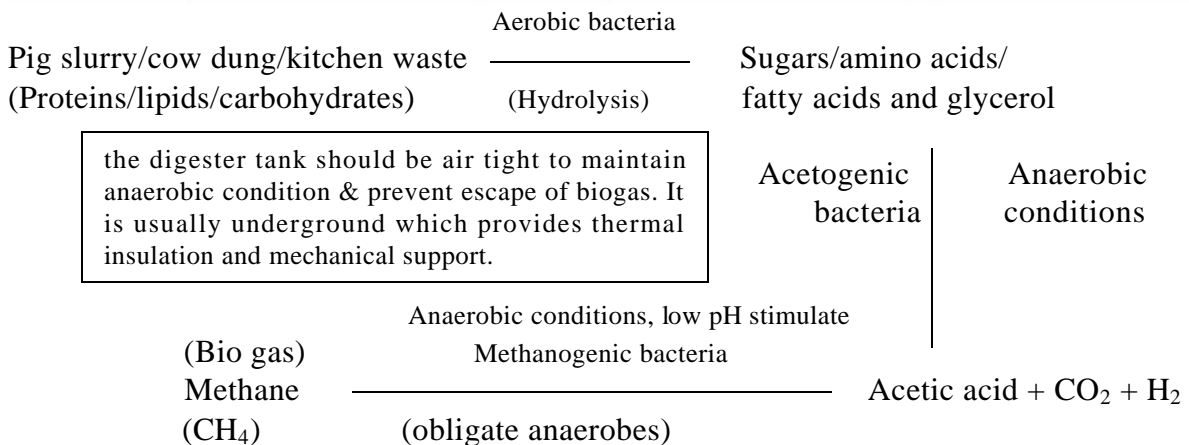 Aerobic bacteria
Pig slurry/cow dung/kitchen waste
(Proteins/lipids/carbohydrates)
(Hydrolysis)
Sugars/amino acids/
fatty acids and glycerol
the digester tank should be air tight to maintain
anaerobic condition & prevent escape of biogas. It
is usually underground which provides thermal
insulation and mechanical support.
Acetogenic
bacteria
Anaerobic
conditions
Anaerobic conditions, low pH stimulate
Methanogenic bacteria
(obligate anaerobes)
Acetic acid + CO₂ + H₂
(Bio gas)
Methane
(CH₄)